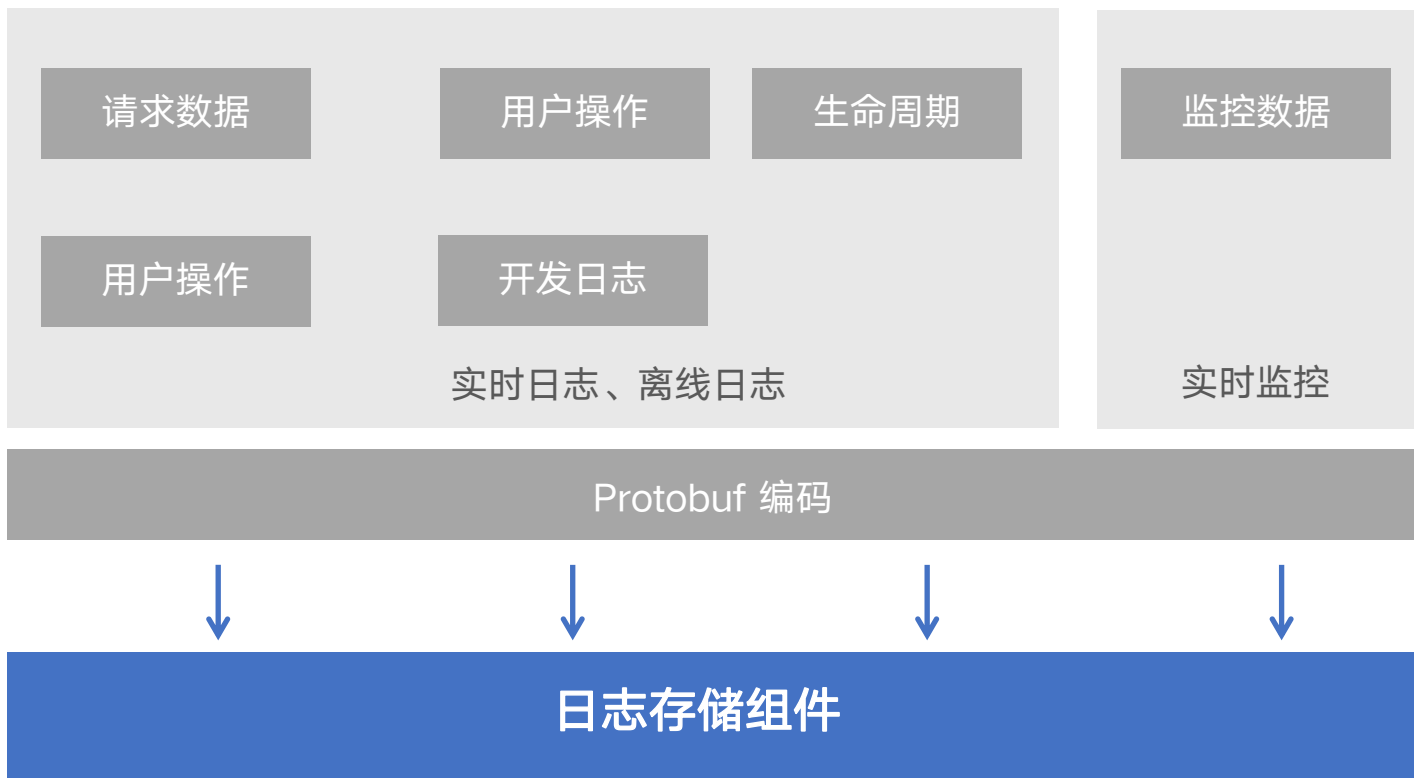 请求数据
用户操作
生命周期
监控数据
用户操作
开发日志
实时日志、离线日志
实时监控
Protobuf 编码
日志存储组件